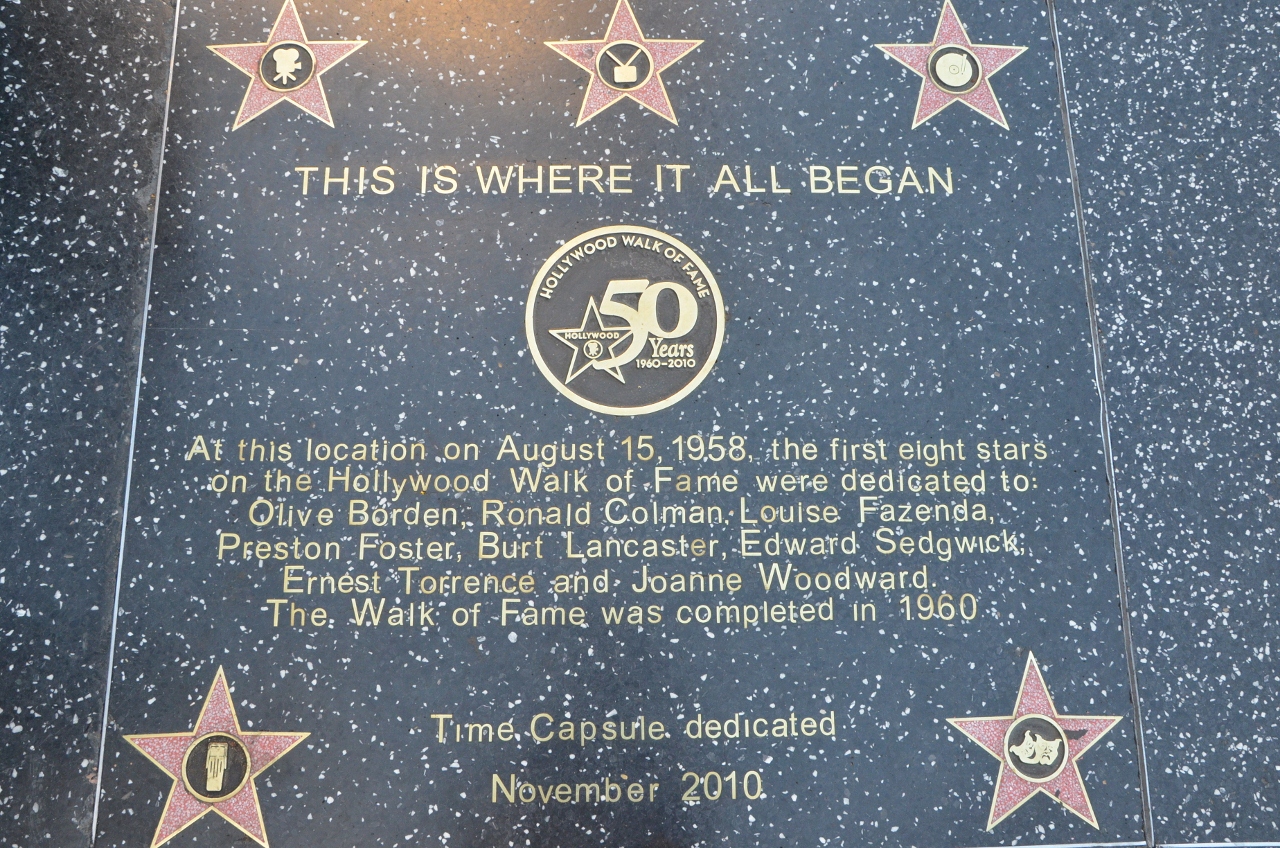 THIS IS WHERE IT ALL BEGAN
HOLLYWOOD WALK OF FAME
50
HOLLYWOOD
Years
1960-2010
At this location on August 15, 1958, the first eight stars
on the Hollywood Walk of Fame were dedicated to:
Olive Borden, Ronald Colman, Louise Fazenda,
Preston Foster, Burt Lancaster, Edward Sedgwick,
Ernest Torrence and Joanne Woodward.
The Walk of Fame was completed in 1960
Time Capsule dedicated
November 2010